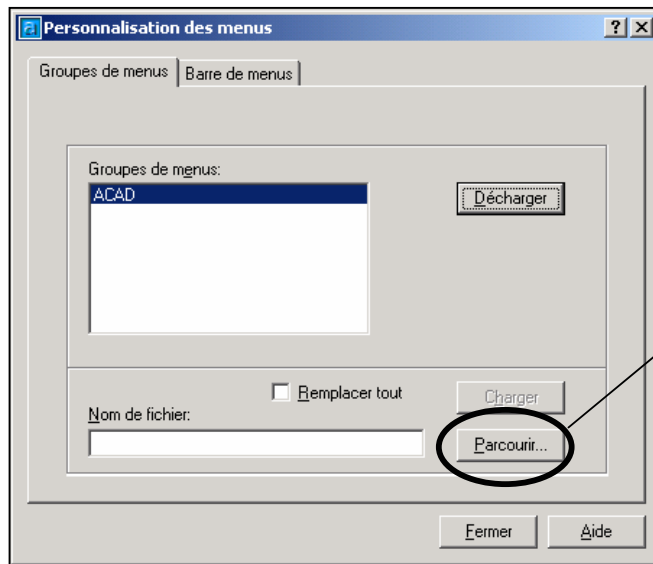 Personnalisation des menus
Groupes de menus
Barre de menus
Groupes de menus:
ACAD
Décharger
Remplacer tout
Charger
Nom de fichier:
Parcourir...
Fermer
Aide